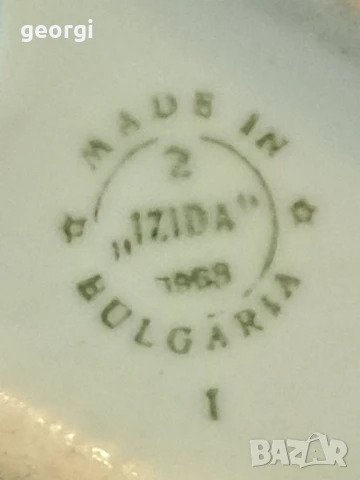 georgi
MADE IN
2
„IZIDA"
1968
BULGARIA
1
BAZAR